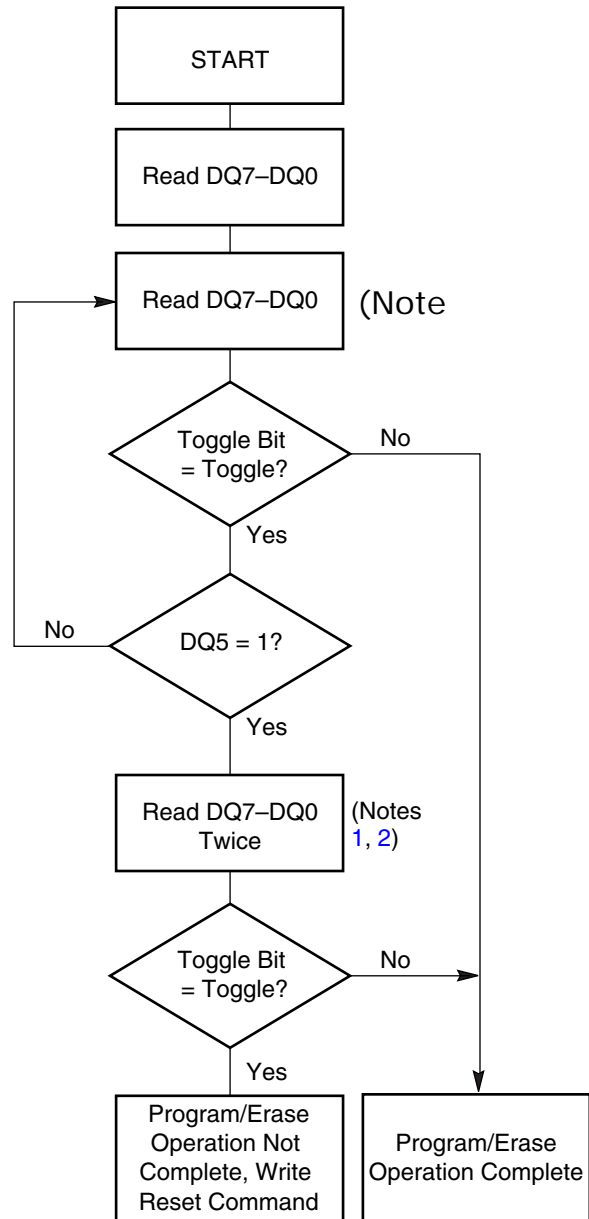 START
Read DQ7–DQ0
Read DQ7–DQ0
(Note
Toggle Bit
= Toggle?
No
Yes
No
DQ5 = 1?
Yes
Read DQ7–DQ0
Twice
(Notes
1, 2)
Toggle Bit
= Toggle?
No
Yes
Program/Erase
Operation Not
Complete, Write
Reset Command
Program/Erase
Operation Complete